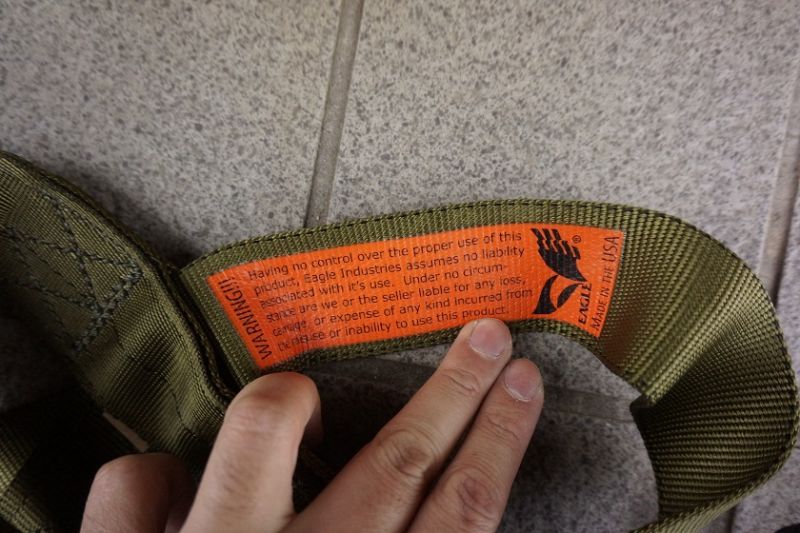 WARNING!!!
Having no control over the proper use of this
product, Eagle Industries assumes no liability
associated with it's use. Under no circum-
stance are we or the seller liable for any loss,
damage, or expense of any kind incurred from
the misuse or inability to use this product.
®
EAGLE
MADE IN THE USA